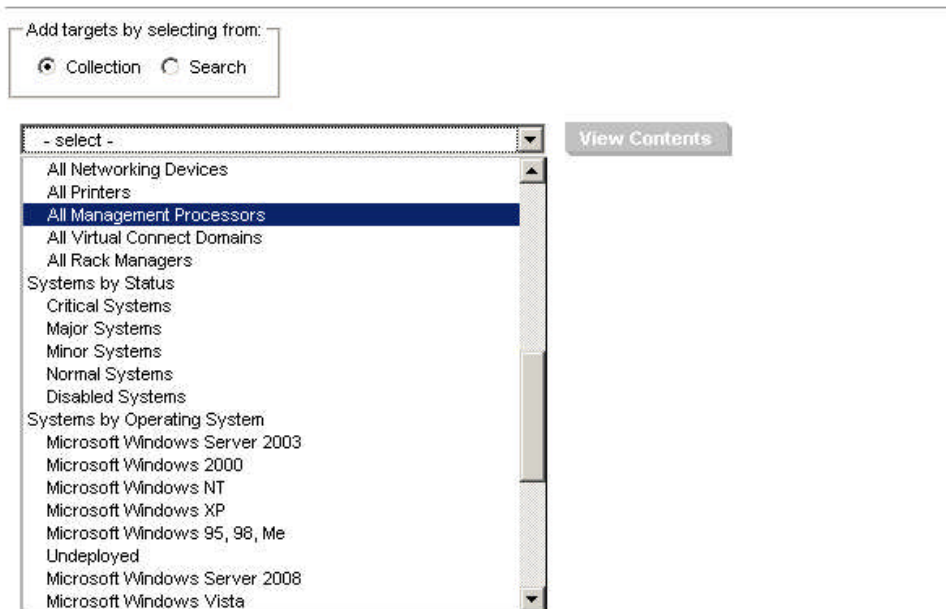 Add targets by selecting from:
Collection Search
- select - View Contents
All Networking Devices
All Printers
All Management Processors
All Virtual Connect Domains
All Rack Managers
Systems by Status
Critical Systems
Major Systems
Minor Systems
Normal Systems
Disabled Systems
Systems by Operating System
Microsoft Windows Server 2003
Microsoft Windows 2000
Microsoft Windows NT
Microsoft Windows XP
Microsoft Windows 95, 98, Me
Undeployed
Microsoft Windows Server 2008
Microsoft Windows Vista